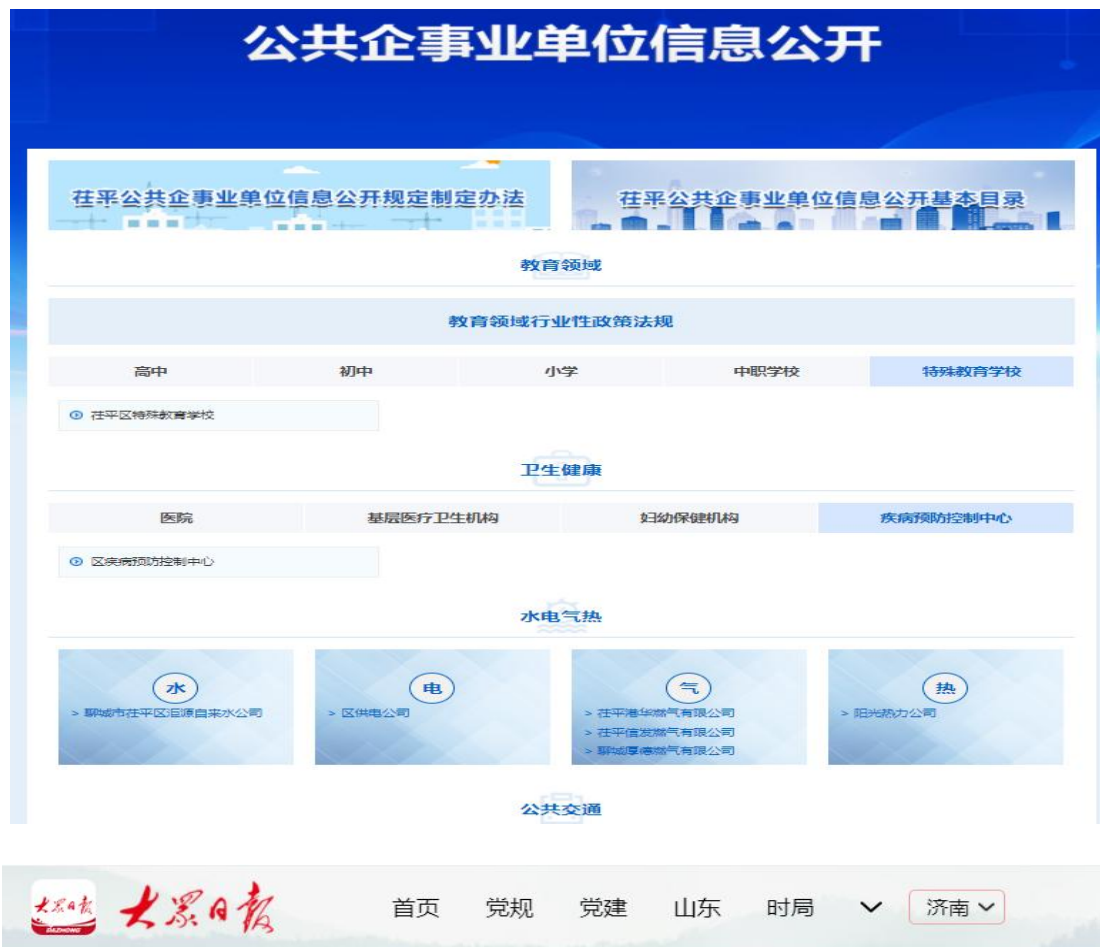 公共企事业单位信息公开
茌平公共企事业单位信息公开规定制定办法 茌平公共企事业单位信息公开基本目录
教育领域
教育领域行业性政策法规
高中 初中 小学 中职学校 特殊教育学校
茌平区特殊教育学校
卫生健康
医院 基层医疗卫生机构 妇幼保健机构 疾病预防控制中心
区疾病预防控制中心
水电气热
水 电 气 热
> 聊城市茌平区洰源自来水公司 > 区供电公司 > 茌平港华燃气有限公司 > 阳光热力公司
> 茌平信发燃气有限公司
> 聊城厚德燃气有限公司
公共交通
大众日报 大众日报 首页 党规 党建 山东 时局 济南
DAZHONG